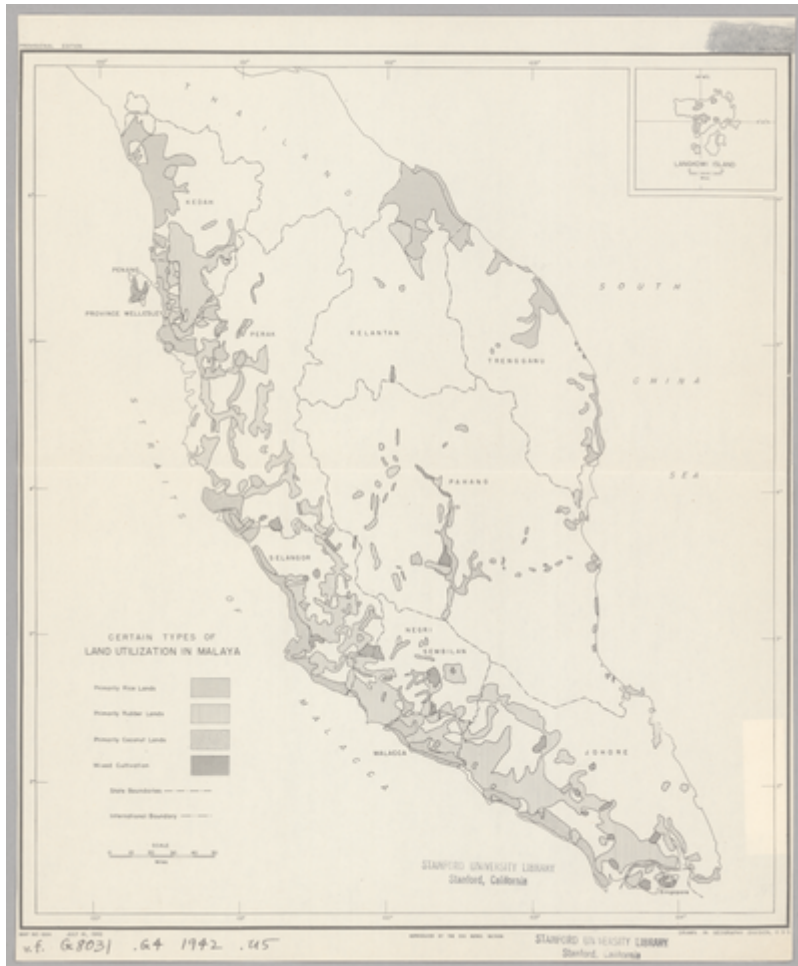 PROVISIONAL EDITION
THAILAND
LANGKAWI ISLAND
KEDAH
PENANG
PROVINCE WELLESLEY
PERAK
KELANTAN
TRENGGANU
SOUTH
CHINA
SEA
STRAITS
OF
MALACCA
PAHANG
SELANGOR
NEGRI
SEMBILAN
MALACCA
JOHORE
Singapore
CERTAIN TYPES OF
LAND UTILIZATION IN MALAYA
Primarily Rice Lands
Primarily Rubber Lands
Primarily Coconut Lands
Mixed Cultivation
State Boundaries
International Boundary
SCALE
Miles
STANFORD UNIVERSITY LIBRARY
Stanford, California
v.f. G8031 .G4 1942 .U5
STANFORD UNIVERSITY LIBRARY
Stanford, California